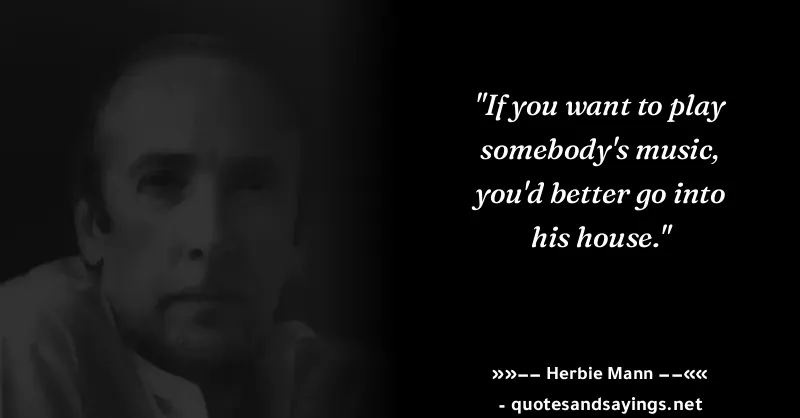 "If you want to play
somebody's music,
you'd better go into
his house."
»»−− Herbie Mann −−««
- quotesandsayings.net